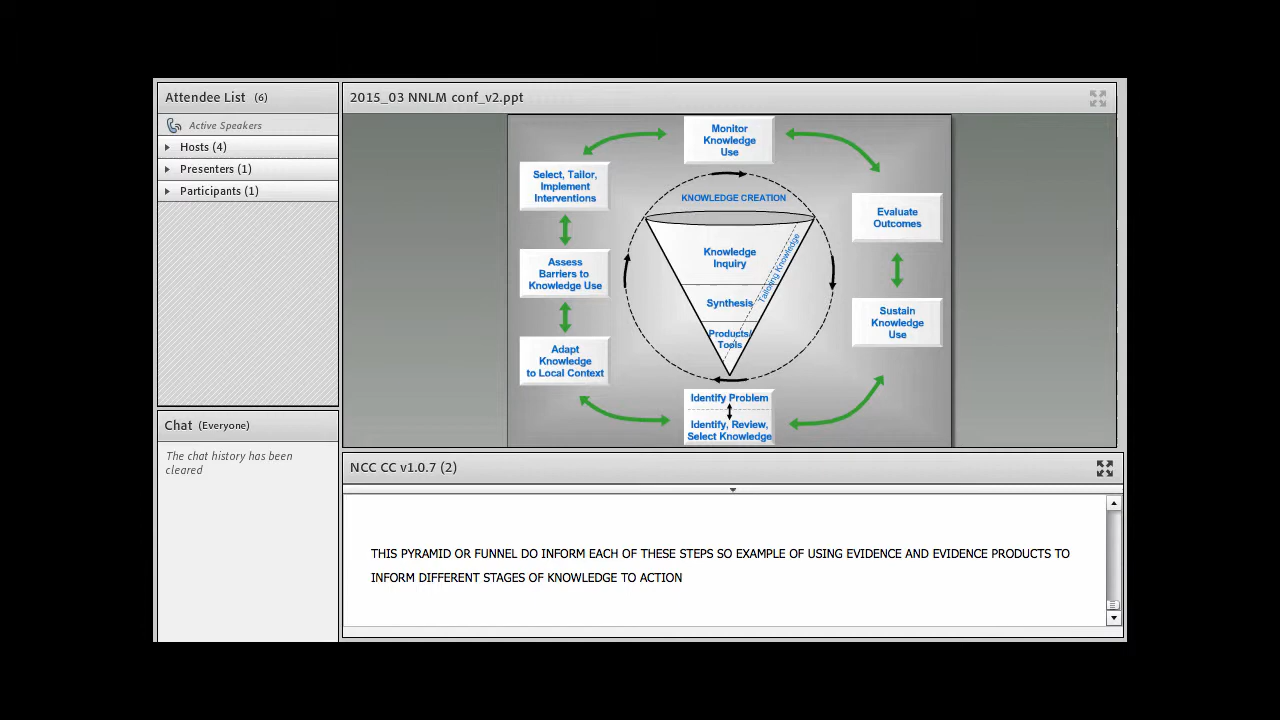 Attendee List (6)
Active Speakers
Hosts (4)
Presenters (1)
Participants (1)
Chat (Everyone)
The chat history has been
cleared
2015_03 NNLM conf_v2.ppt
Monitor
Knowledge
Use
Select, Tailor,
Implement
Interventions
KNOWLEDGE CREATION
Evaluate
Outcomes
Knowledge
Inquiry
Tailoring Knowledge
Assess
Barriers to
Knowledge Use
Synthesis
Sustain
Knowledge
Use
Products/
Tools
Adapt
Knowledge
to Local Context
Identify Problem
Identify, Review,
Select Knowledge
NCC CC v1.0.7 (2)
THIS PYRAMID OR FUNNEL DO INFORM EACH OF THESE STEPS SO EXAMPLE OF USING EVIDENCE AND EVIDENCE PRODUCTS TO
INFORM DIFFERENT STAGES OF KNOWLEDGE TO ACTION